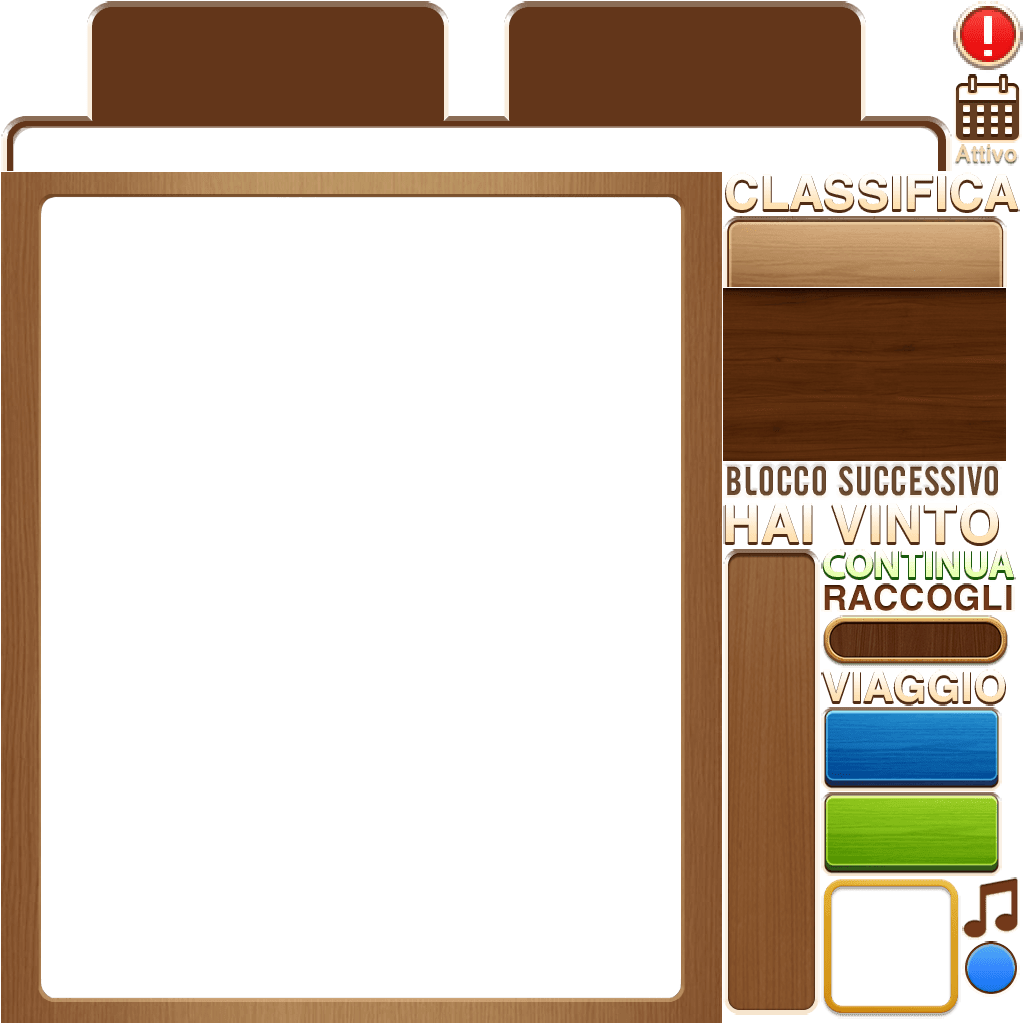 Attivo
CLASSIFICA
BLOCCO SUCCESSIVO
HAI VINTO
CONTINUA
RACCOGLI
VIAGGIO